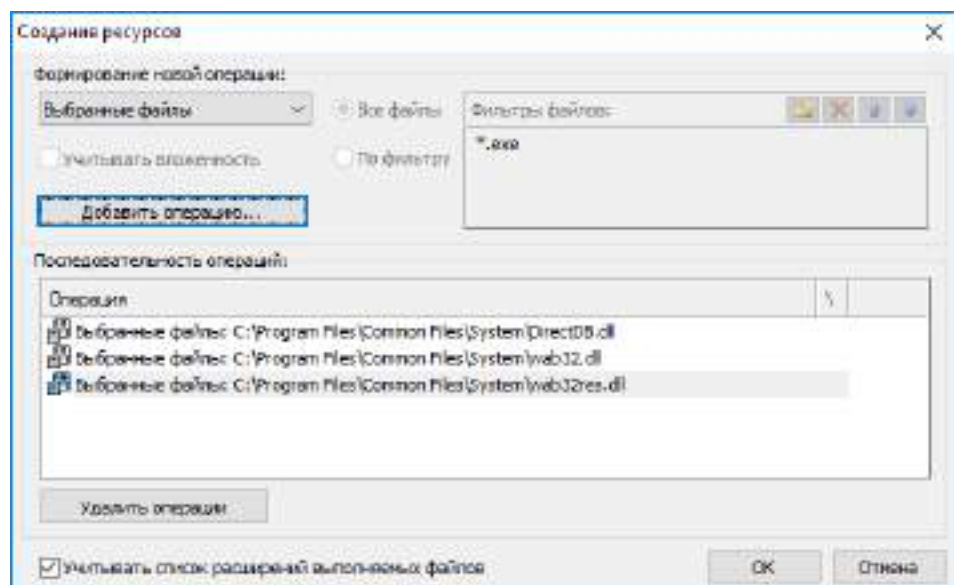 Создание ресурсов
Формирование новой операции:
Выбранные файлы
Все файлы
Фильтры файлов:
*.exe
Учитывать вложенность
По фильтру
Добавить операцию...
Последовательность операций:
Операция
Выбранные файлы: C:\Program Files\Common Files\System\DirectDB.dll
Выбранные файлы: C:\Program Files\Common Files\System\wab32.dll
Выбранные файлы: C:\Program Files\Common Files\System\wab32res.dll
Удалить операции
Учитывать список расширений выполняемых файлов
OK
Отмена